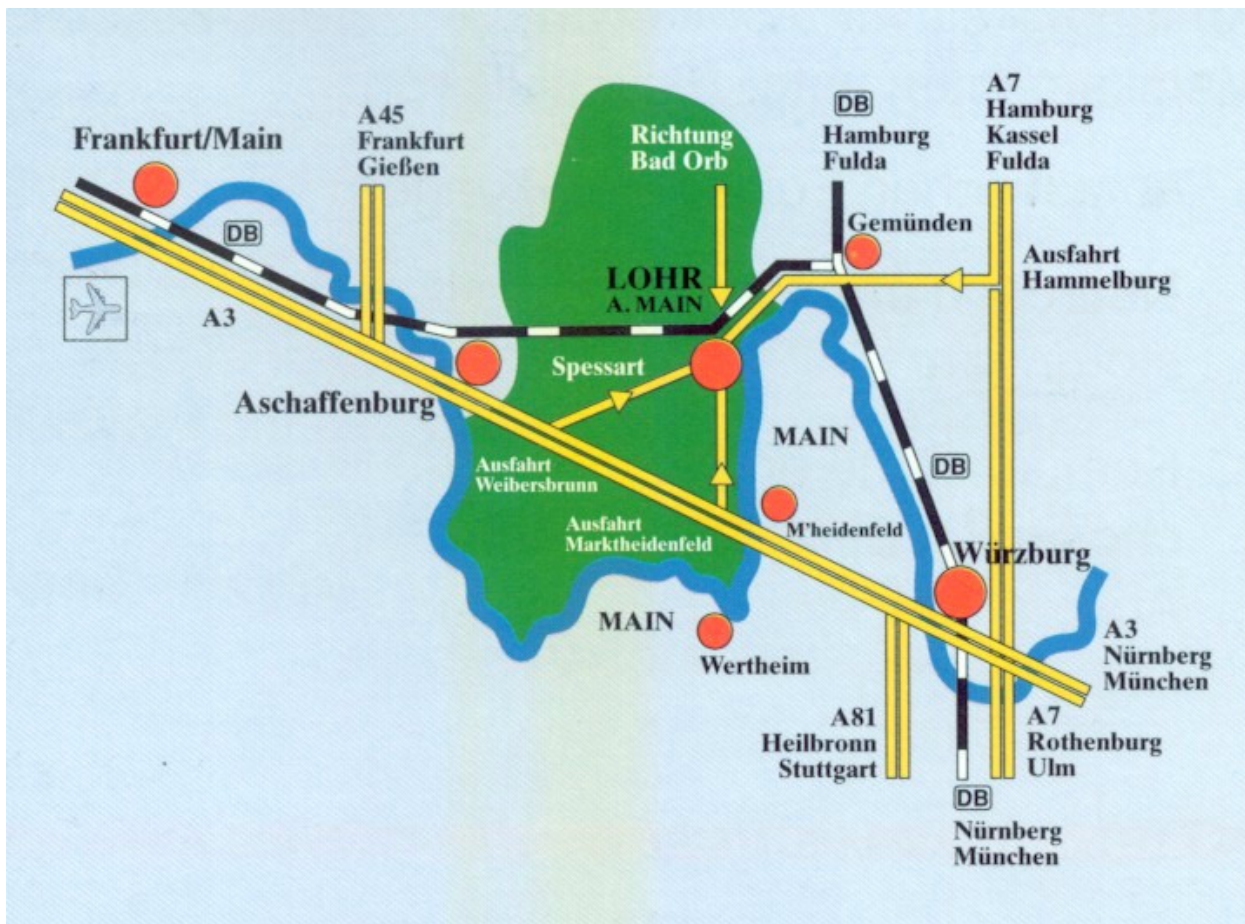 Frankfurt/Main
A45
Frankfurt
Gießen
Richtung
Bad Orb
DB
Hamburg
Fulda
A7
Hamburg
Kassel
Fulda
DB
Gemünden
Ausfahrt
Hammelburg
LOHR
A. MAIN
A3
Spessart
Aschaffenburg
MAIN
Ausfahrt
Weibersbrunn
DB
Ausfahrt
Marktheidenfeld
M'heidenfeld
Würzburg
MAIN
Wertheim
A3
Nürnberg
München
A81
Heilbronn
Stuttgart
A7
Rothenburg
Ulm
DB
Nürnberg
München